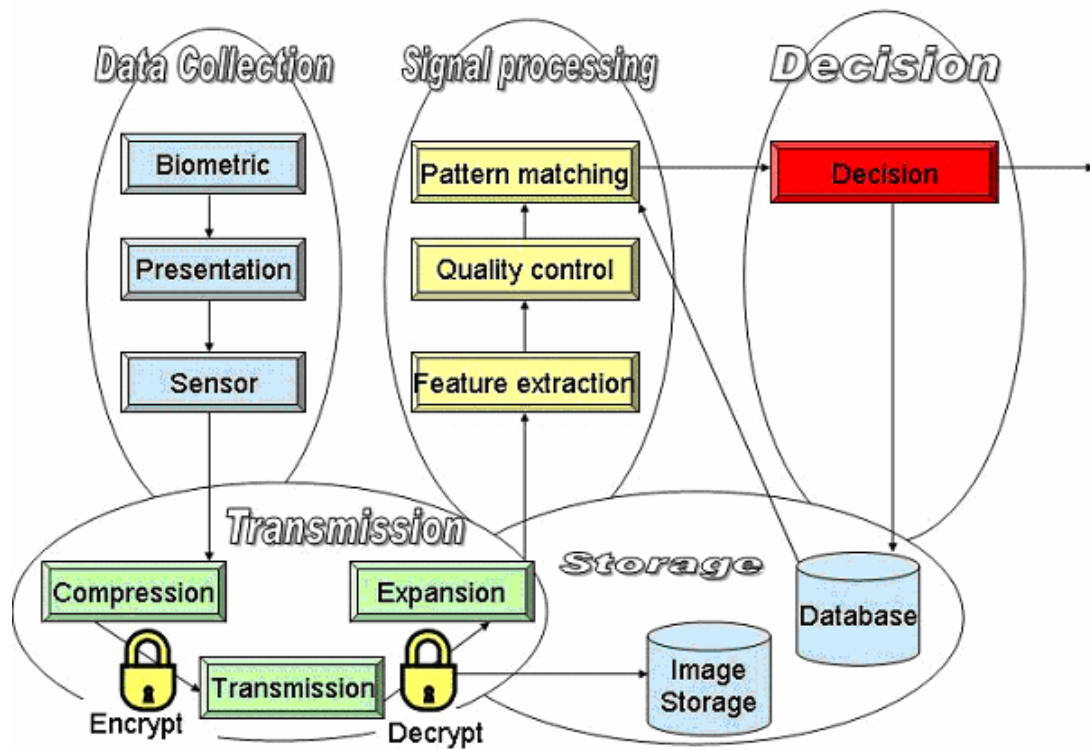 Data Collection
Signal processing
Decision
Biometric
Pattern matching
Decision
Presentation
Quality control
Sensor
Feature extraction
Transmission
Storage
Compression
Expansion
Database
Transmission
Image
Storage
Encrypt
Decrypt